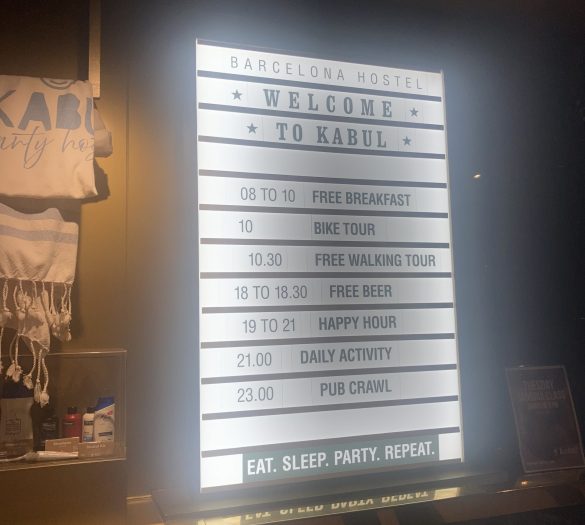 BARCELONA HOSTEL
★ WELCOME ★
★ TO KABUL ★
08 TO 10 FREE BREAKFAST
10 BIKE TOUR
10.30 FREE WALKING TOUR
18 TO 18.30 FREE BEER
19 TO 21 HAPPY HOUR
21.00 DAILY ACTIVITY
23.00 PUB CRAWL
EAT. SLEEP. PARTY. REPEAT.
KABU
TUESDAY